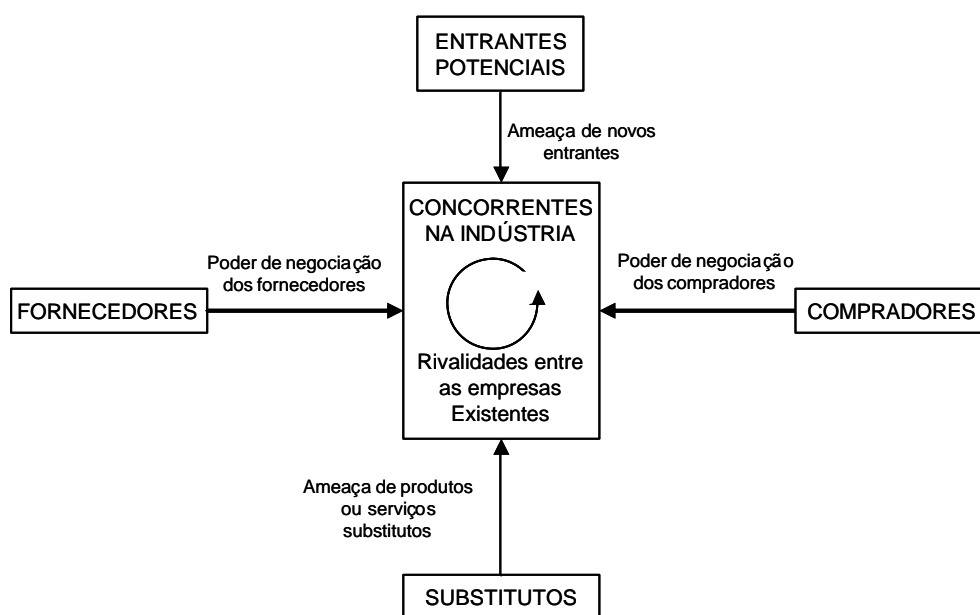 ENTRANTES
POTENCIAIS
Ameaça de novos
entrantes
CONCORRENTES
NA INDÚSTRIA
Poder de negociação
dos fornecedores
Poder de negociação
dos compradores
FORNECEDORES
COMPRADORES
Rivalidades entre
as empresas
Existentes
Ameaça de produtos
ou serviços
substitutos
SUBSTITUTOS